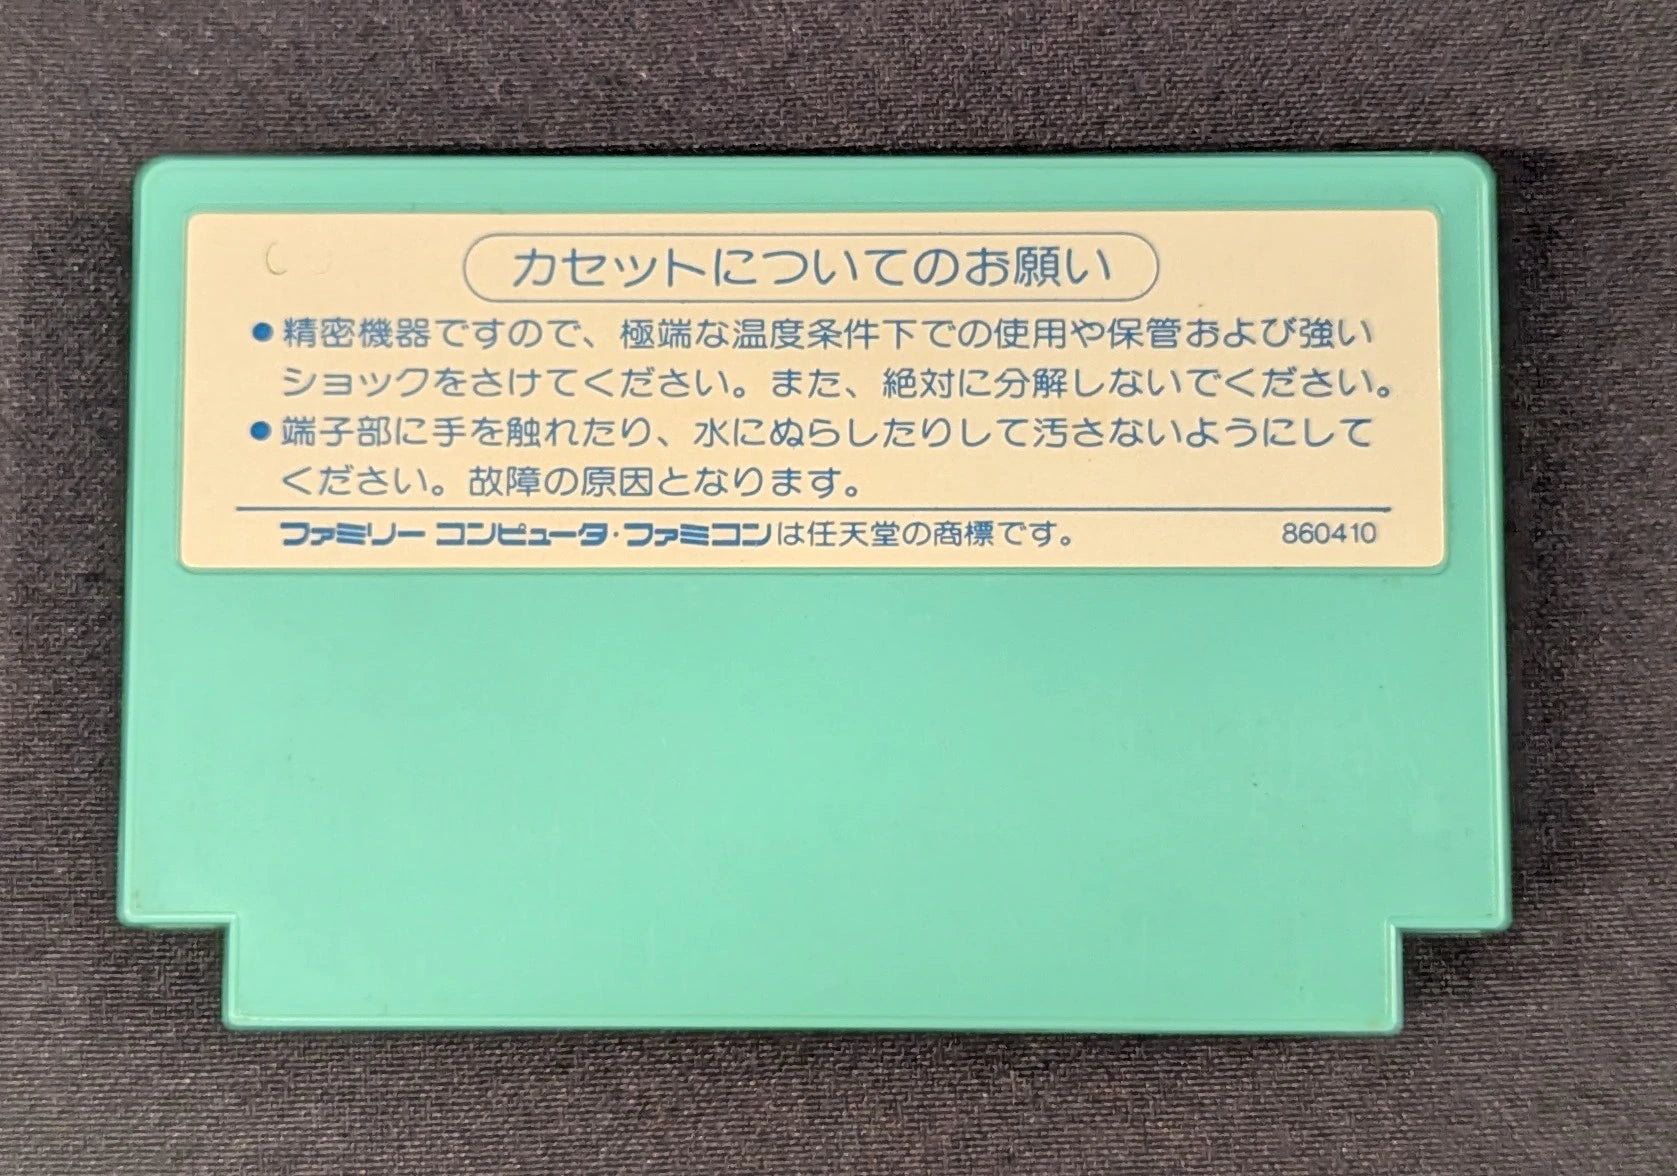 カセットについてのお願い
●精密機器ですので、極端な温度条件下での使用や保管および強い
ショックをさけてください。また、絶対に分解しないでください。
●端子部に手を触れたり、水にぬらしたりして汚さないようにして
ください。故障の原因となります。
ファミリー コンピュータ・ファミコンは任天堂の商標です。 860410